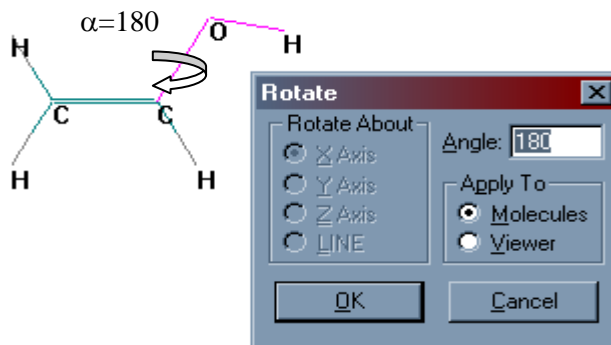 α=180
H
O
H
C
C
H
H
Rotate
Rotate About
X Axis
Y Axis
Z Axis
LINE
Angle: 180
Apply To
Molecules
Viewer
OK
Cancel